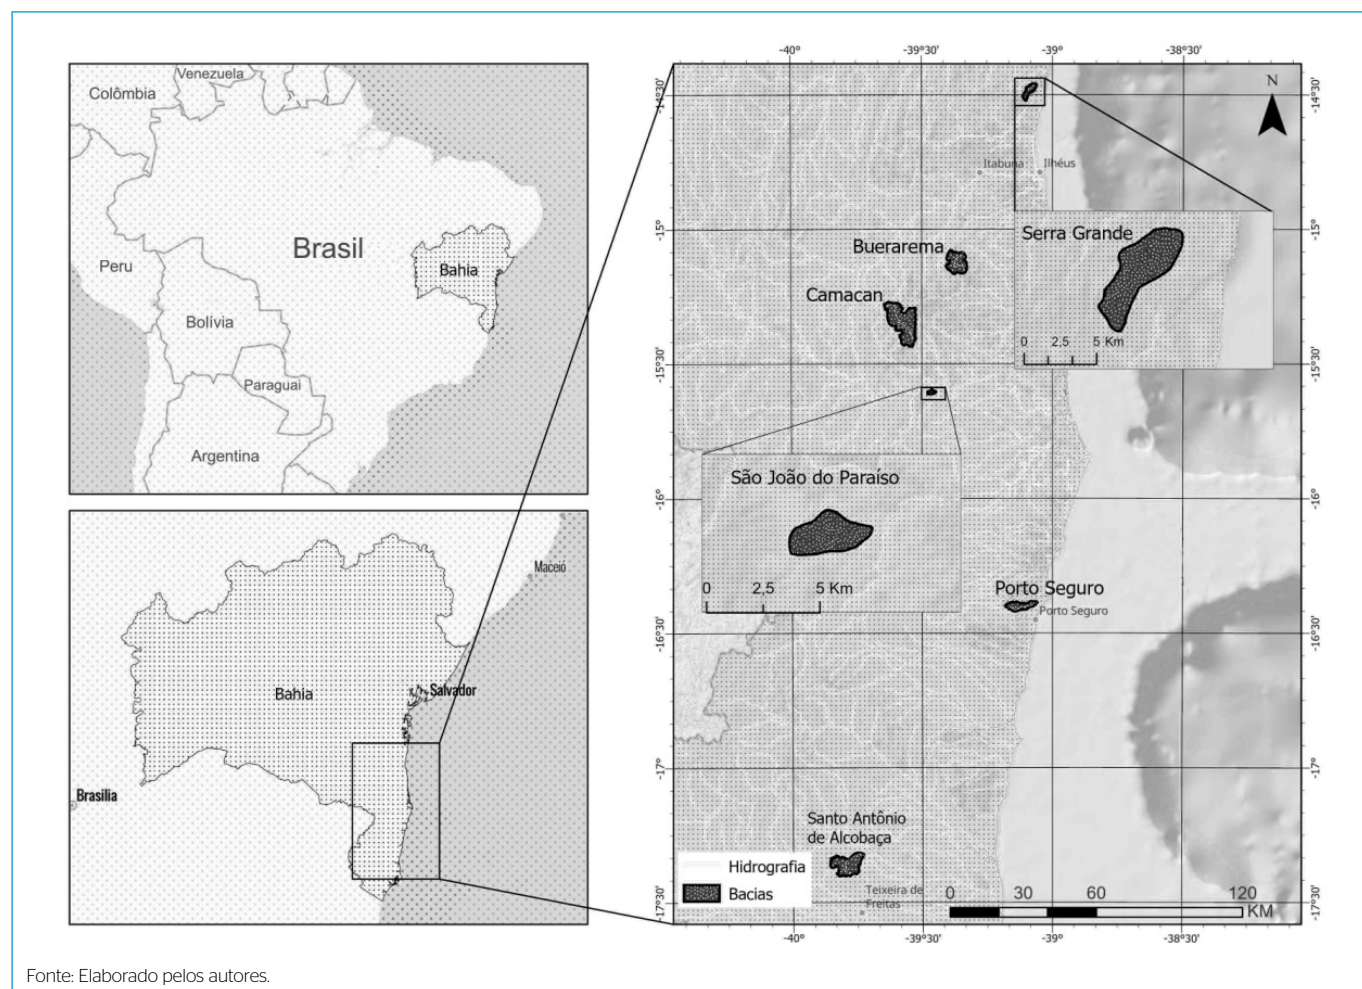 Venezuela
Colômbia
Brasil
Peru
Bahia
Bolívia
Paraguai
Argentina
Maceió
Bahia
Salvador
Brasilia
-40° -39°30' -39° -38°30'
N
-14°30'
-14°30'
Itabuna
Ilhéus
-15°
-15°
Serra Grande
0 2,5 5 Km
Buerarema
Camacan
-15°30'
-15°30'
São João do Paraíso
0 2,5 5 Km
-16°
-16°
Porto Seguro
Porto Seguro
-16°30'
-16°30'
-17°
-17°
Santo Antônio
de Alcobaça
Teixeira de
Freitas
Hidrografia
Bacias
0 30 60 120
KM
-17°30'
-17°30'
-40° -39°30' -39° -38°30'
Fonte: Elaborado pelos autores.